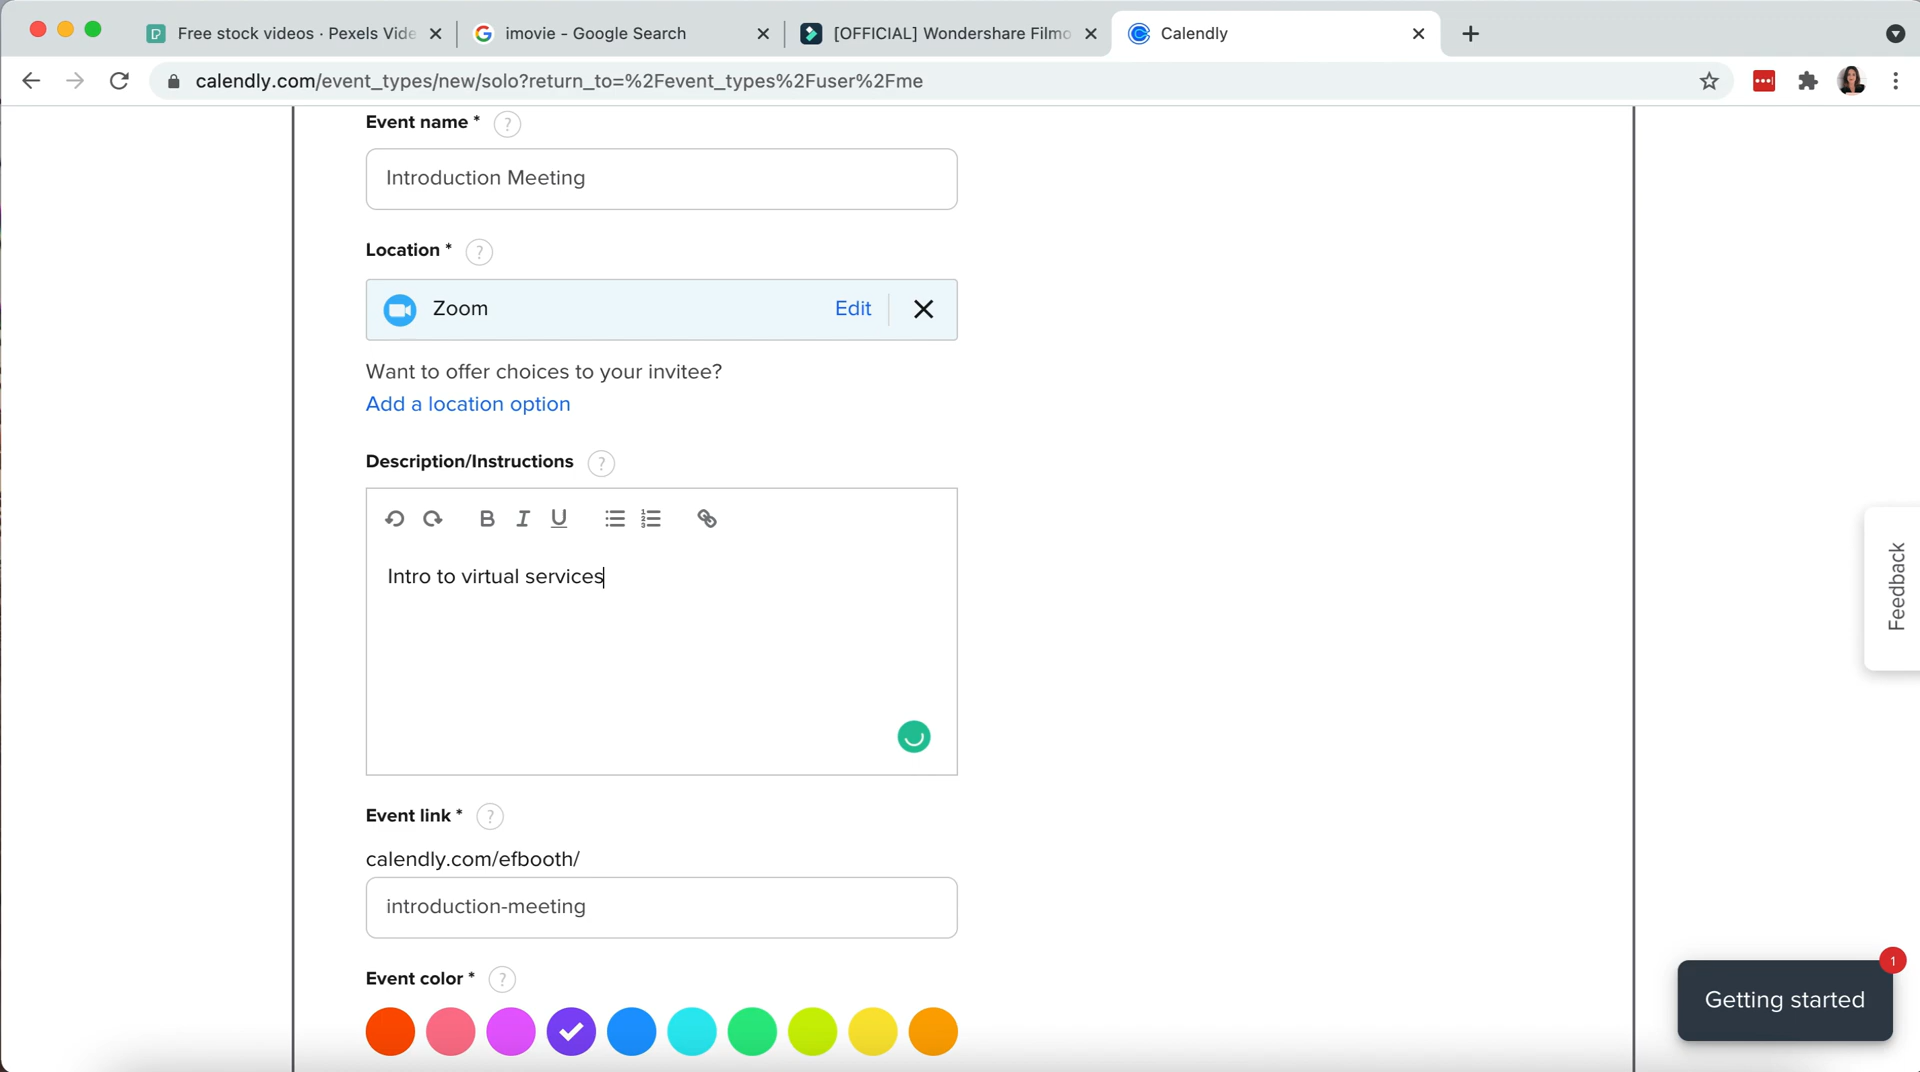 Free stock videos · Pexels Vide
imovie - Google Search
[OFFICIAL] Wondershare Filmo
Calendly
calendly.com/event_types/new/solo?return_to=%2Fevent_types%2Fuser%2Fme
Event name * ?
Introduction Meeting
Location * ?
Zoom Edit
Want to offer choices to your invitee?
Add a location option
Description/Instructions ?
B I U
Intro to virtual services
Event link * ?
calendly.com/efbooth/
introduction-meeting
Event color * ?
Feedback
1
Getting started